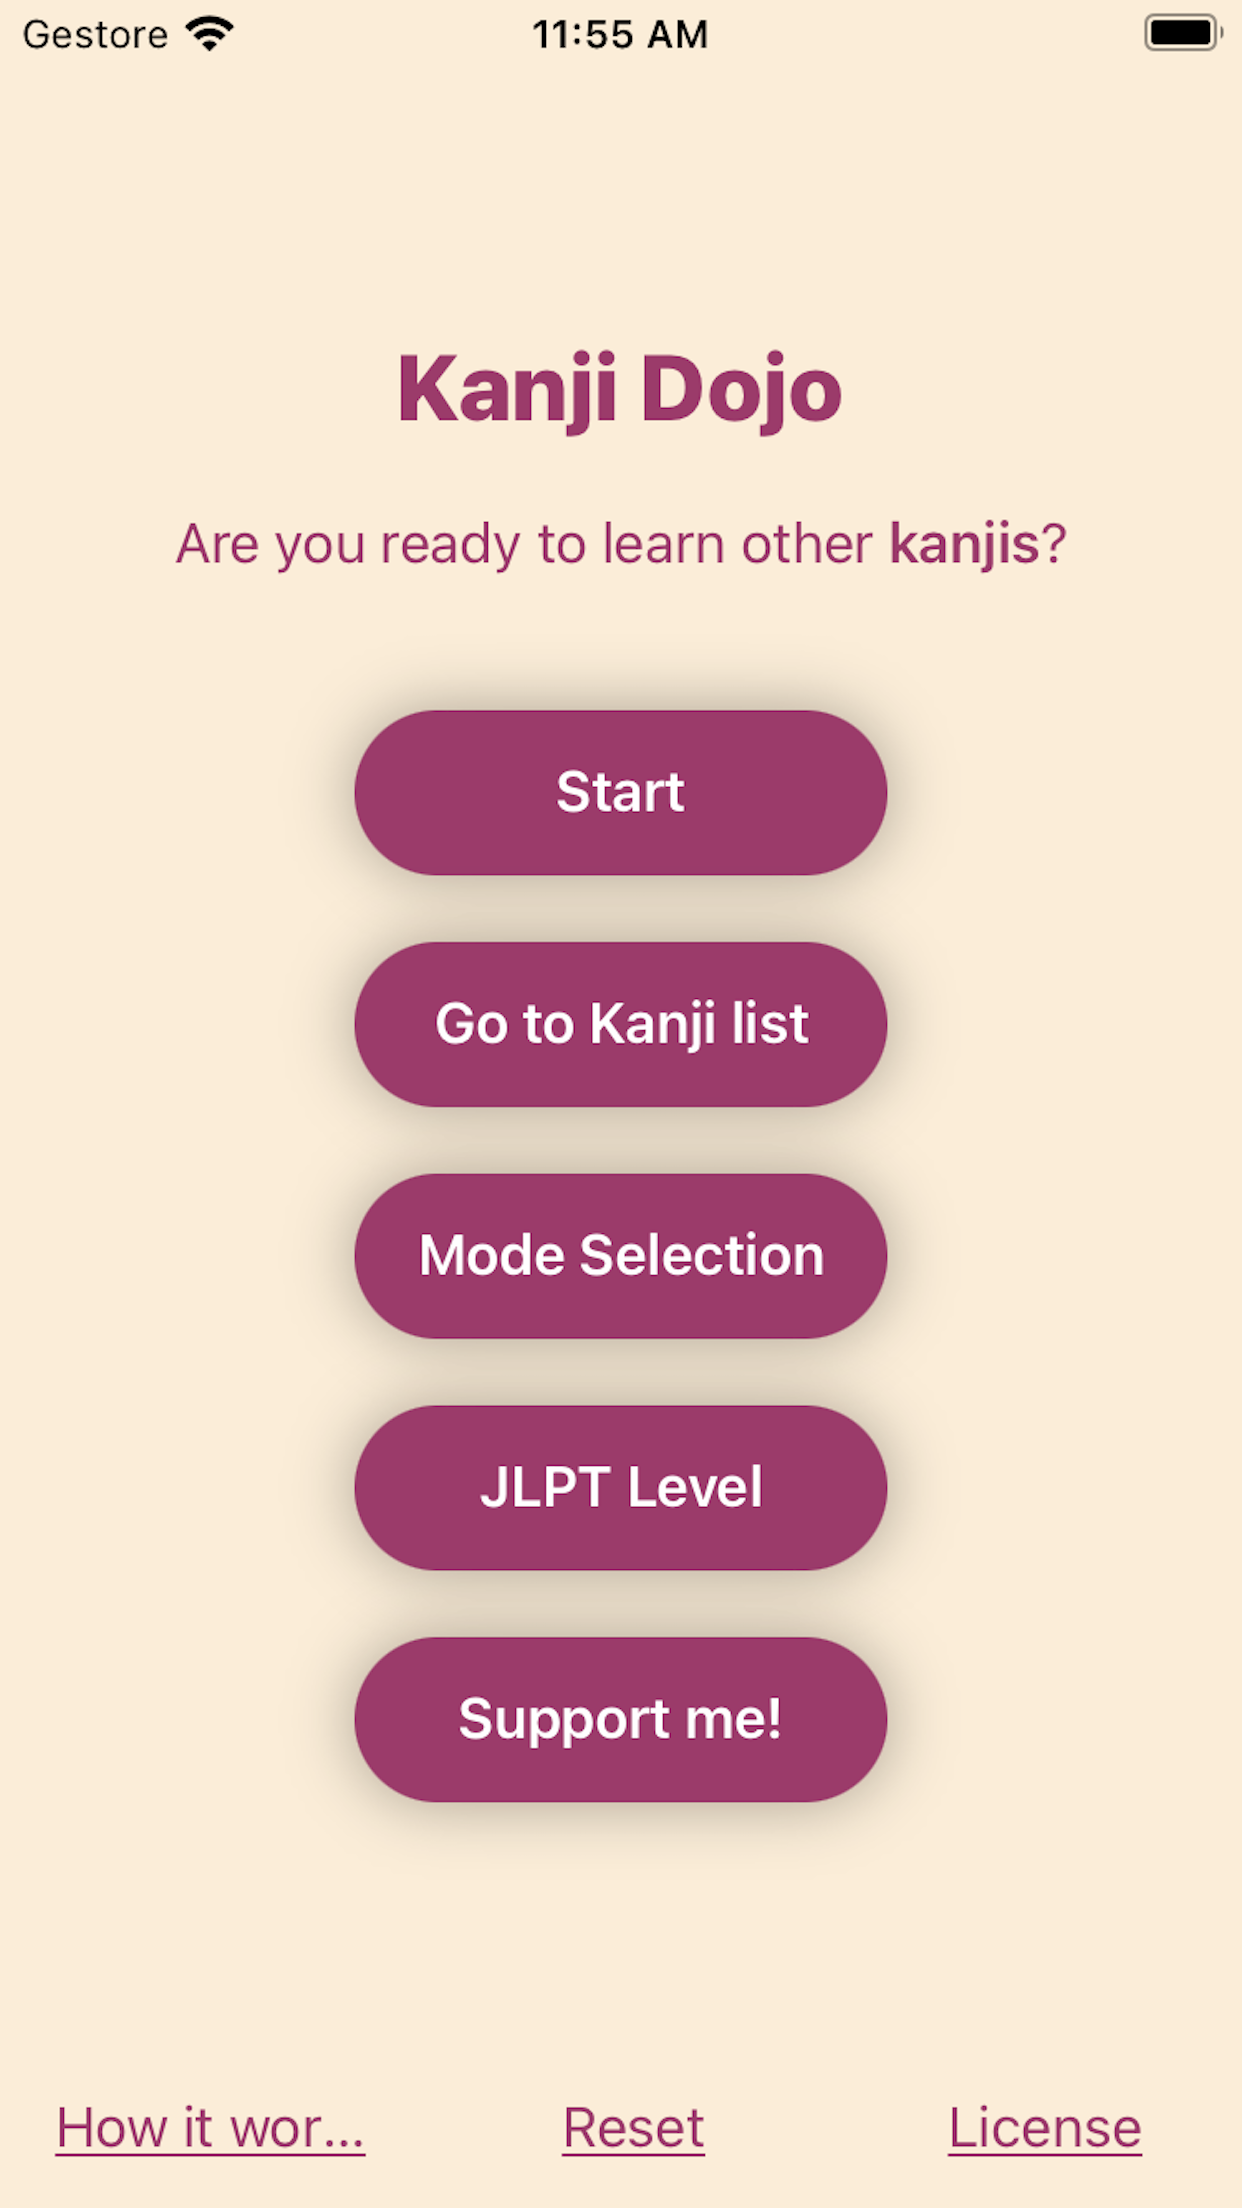 Gestore 11:55 AM
Kanji Dojo
Are you ready to learn other kanjis?
Start
Go to Kanji list
Mode Selection
JLPT Level
Support me!
How it wor... Reset License